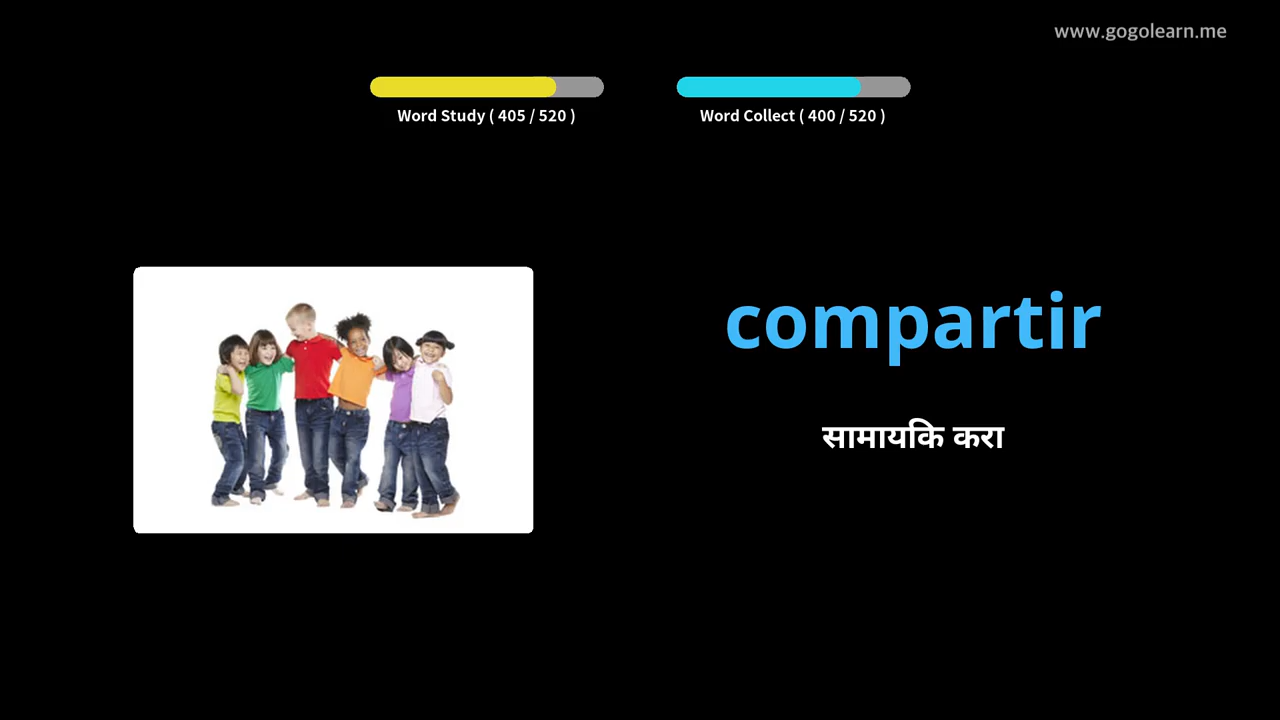 www.gogolearn.me
Word Study ( 405 / 520 )
Word Collect ( 400 / 520 )
compartir
सामायकि करा